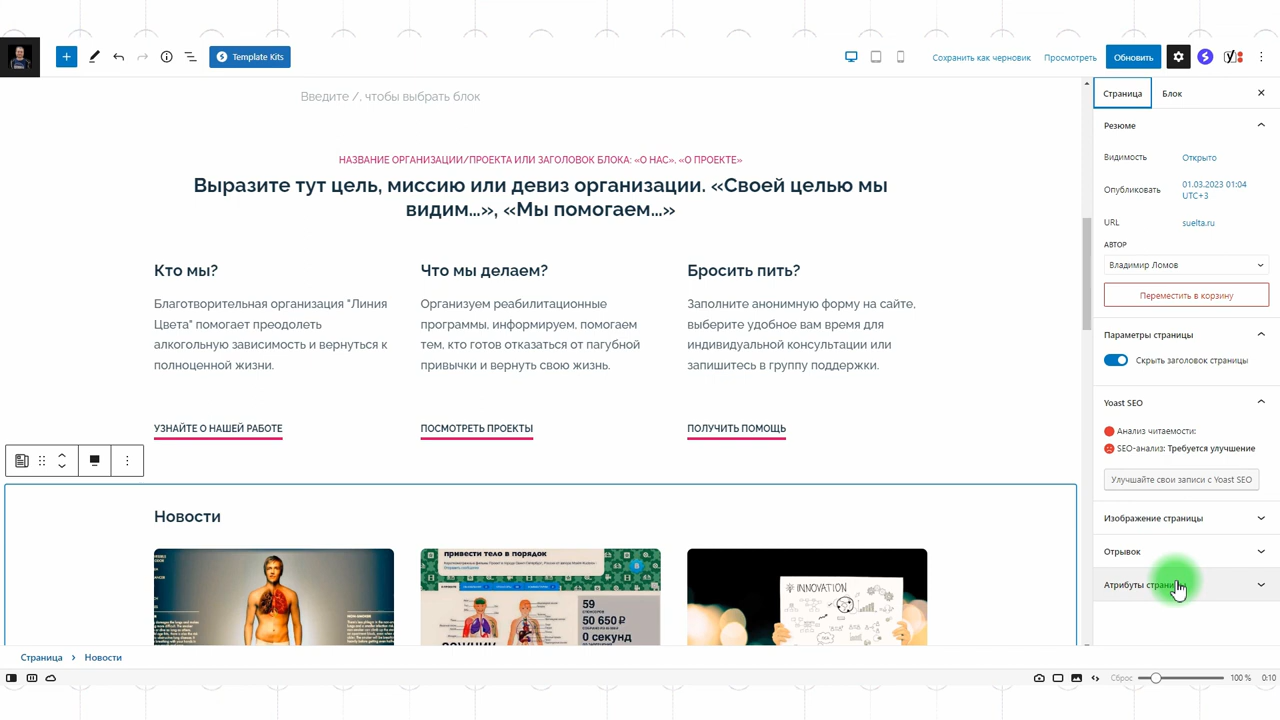 Template Kits
Сохранить как черновик
Просмотреть
Обновить
Введите /, чтобы выбрать блок
НАЗВАНИЕ ОРГАНИЗАЦИИ/ПРОЕКТА ИЛИ ЗАГОЛОВОК БЛОКА: «О НАС», «О ПРОЕКТЕ»
Выразите тут цель, миссию или девиз организации. «Своей целью мы
видим...», «Мы помогаем...»
Кто мы?
Благотворительная организация "Линия
Цвета" помогает преодолеть
алкогольную зависимость и вернуться к
полноценной жизни.
УЗНАЙТЕ О НАШЕЙ РАБОТЕ
Что мы делаем?
Организуем реабилитационные
программы, информируем, помогаем
тем, кто готов отказаться от пагубной
привычки и вернуть свою жизнь.
ПОСМОТРЕТЬ ПРОЕКТЫ
Бросить пить?
Заполните анонимную форму на сайте,
выберите удобное вам время для
индивидуальной консультации или
запишитесь в группу поддержки.
ПОЛУЧИТЬ ПОМОЩЬ
Новости
привести тело в порядок
59
50 650 ₽
0 секунд
INNOVATION
Страница
Блок
Резюме
Видимость
Открыто
Опубликовать
01.03.2023 01:04
UTC+3
URL
suelta.ru
АВТОР
Владимир Ломов
Переместить в корзину
Параметры страницы
Скрыть заголовок страницы
Yoast SEO
Анализ читаемости:
SEO-анализ: Требуется улучшение
Улучшайте свои записи с Yoast SEO
Изображение страницы
Отрывок
Атрибуты страницы
Страница > Новости
Сброс
100 %
0:10